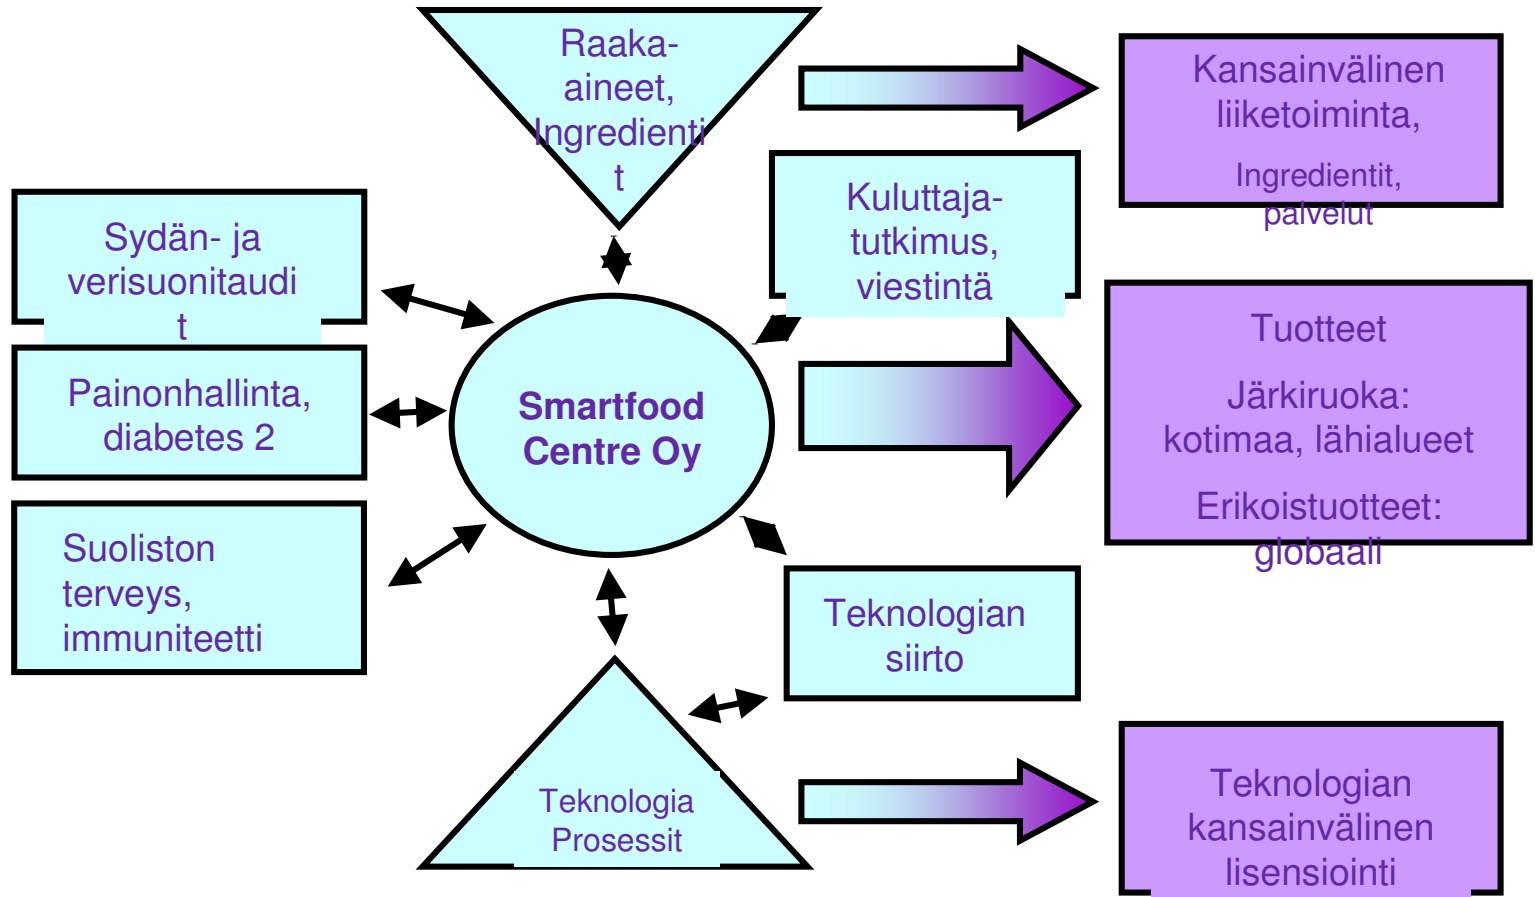 Raaka-
aineet,
Ingredienti
t
Kansainvälinen
liiketoiminta,
Ingredientit,
palvelut
Kuluttaja-
tutkimus,
viestintä
Sydän- ja
verisuonitaudi
t
Painonhallinta,
diabetes 2
Suoliston
terveys,
immuniteetti
Smartfood
Centre Oy
Tuotteet
Järkiruoka:
kotimaa, lähialueet
Erikoistuotteet:
globaali
Teknologian
siirto
Teknologia
Prosessit
Teknologian
kansainvälinen
lisensiointi